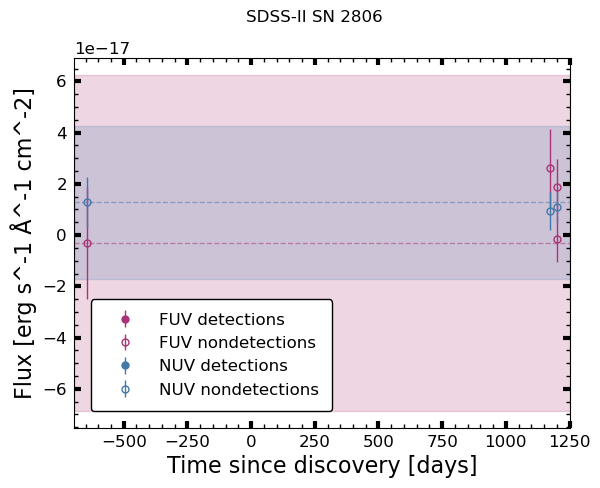 SDSS-II SN 2806
1e−17
6
4
2
0
−2
−4
−6
Flux [erg s^-1 Å^-1 cm^-2]
FUV detections
FUV nondetections
NUV detections
NUV nondetections
−500 −250 0 250 500 750 1000 1250
Time since discovery [days]